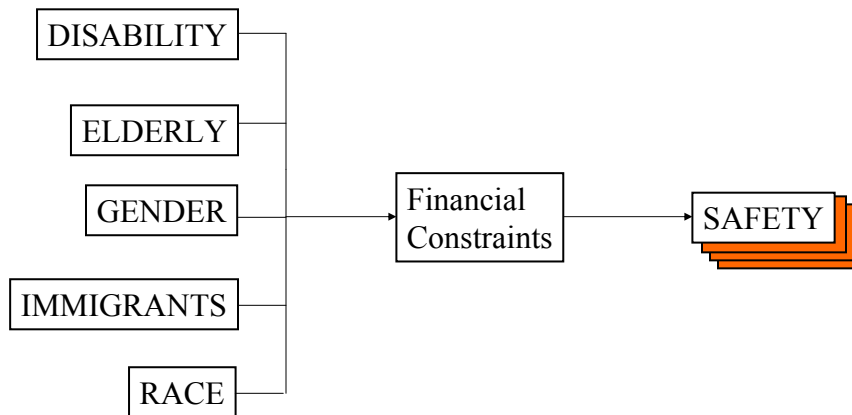 DISABILITY
ELDERLY
GENDER
IMMIGRANTS
RACE
Financial
Constraints
SAFETY